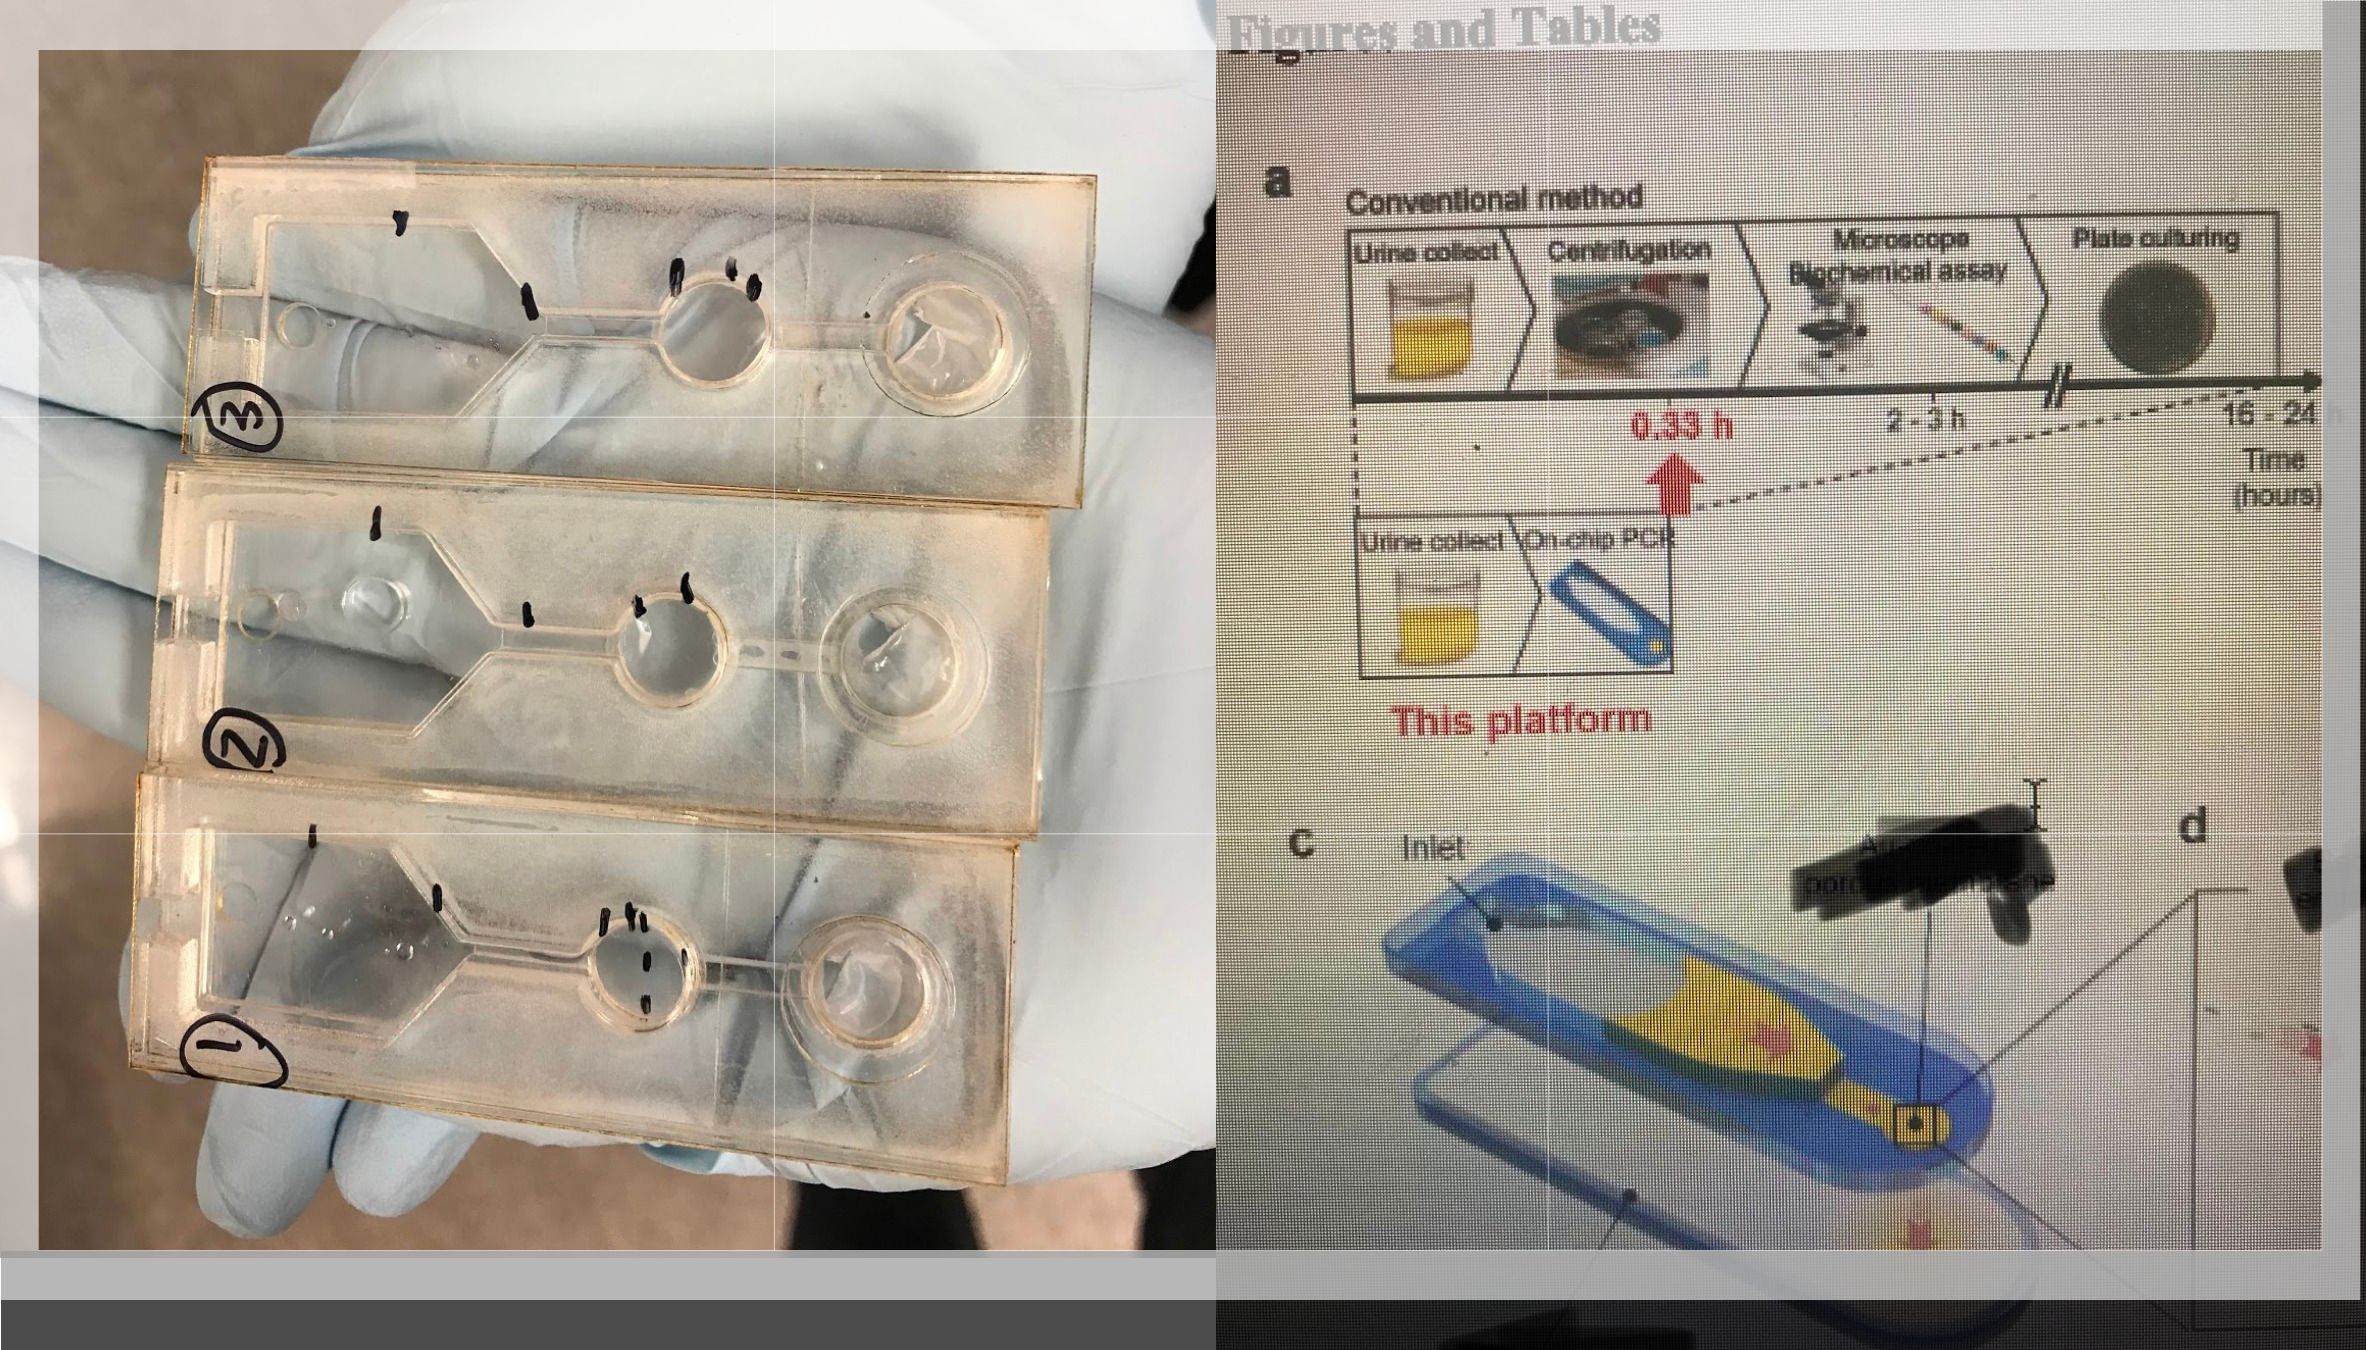 3
2
1
Figures and Tables
a
Conventional method
Urine collect
Centrifugation
Microscope
Biochemical assay
Plate culturing
0.33 h
2 - 3 h
16 - 24
Time
(hours)
Urine collect
On-chip PCR
This platform
c
Inlet
d